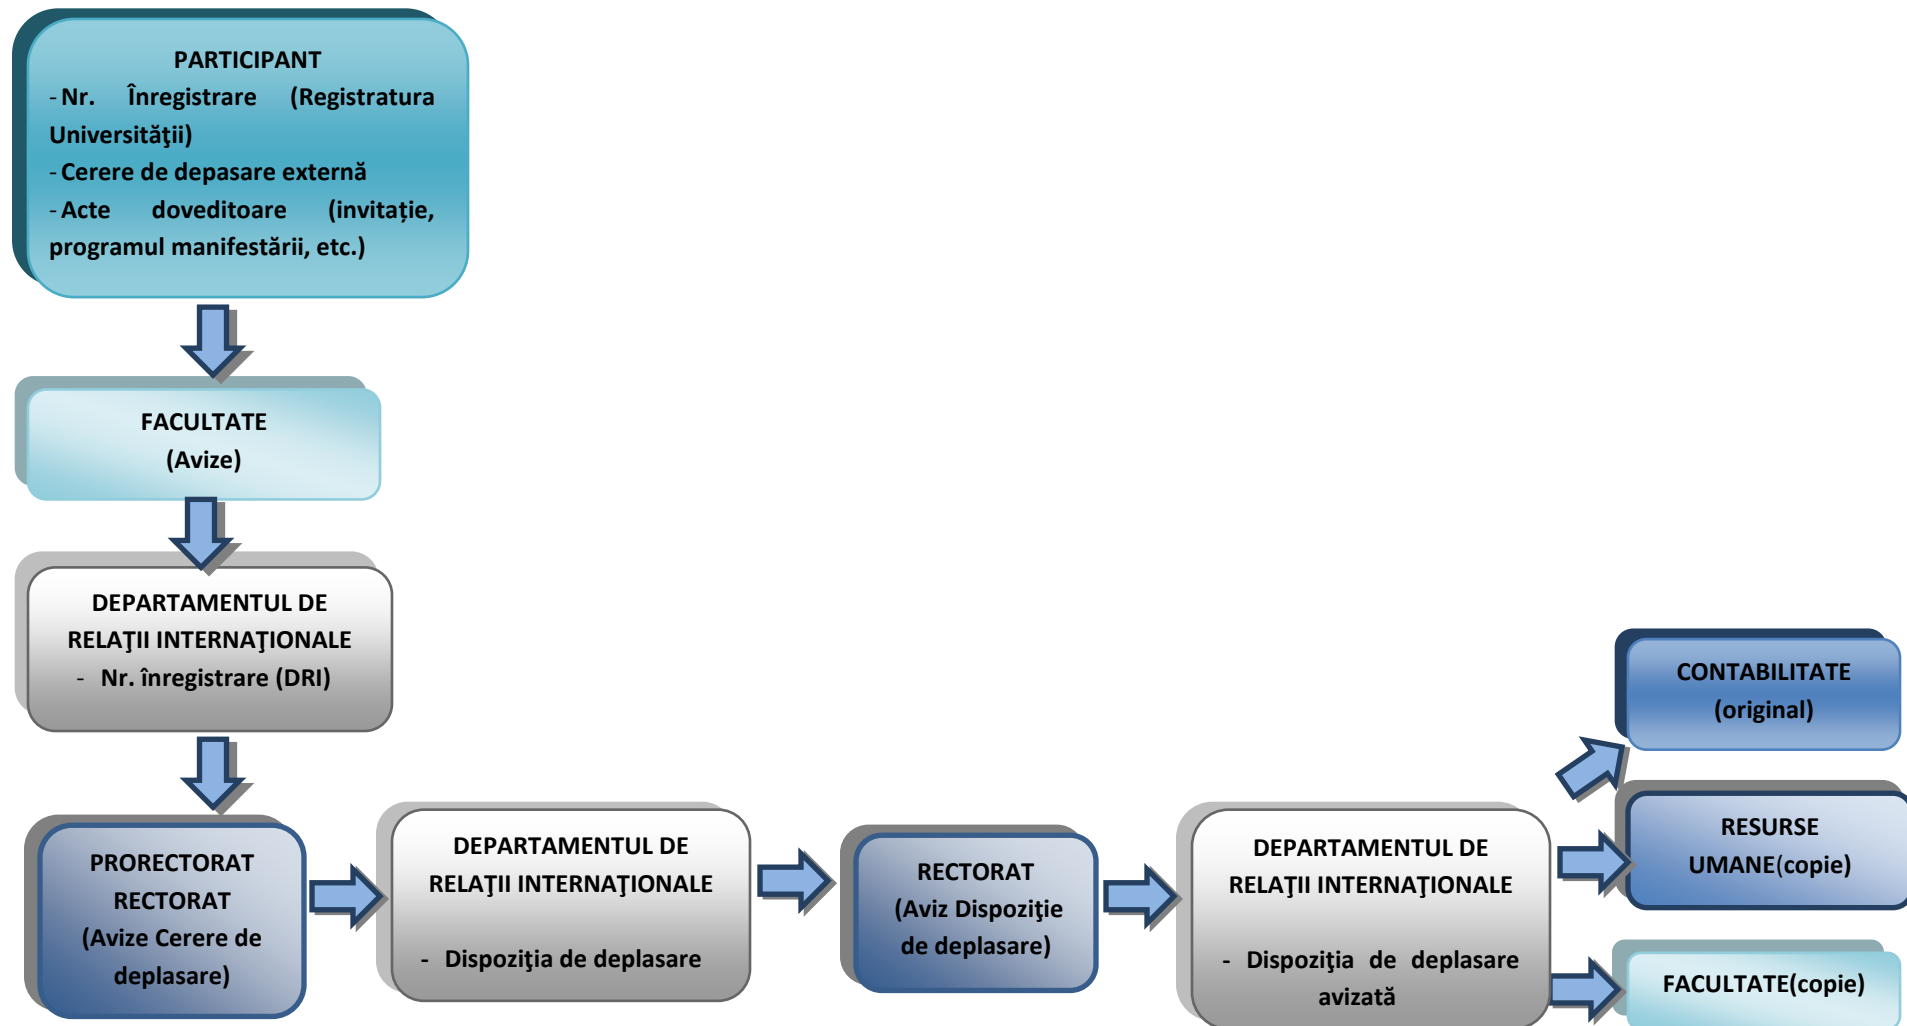 PARTICIPANT
- Nr. Înregistrare (Registratura
Universităţii)
- Cerere de depasare externă
- Acte doveditoare (invitație,
programul manifestării, etc.)
FACULTATE
(Avize)
DEPARTAMENTUL DE
RELAŢII INTERNAŢIONALE
- Nr. înregistrare (DRI)
PRORECTORAT
RECTORAT
(Avize Cerere de
deplasare)
DEPARTAMENTUL DE
RELAŢII INTERNAŢIONALE
- Dispoziţia de deplasare
RECTORAT
(Aviz Dispoziţie
de deplasare)
DEPARTAMENTUL DE
RELAŢII INTERNAŢIONALE
- Dispoziţia de deplasare
avizată
CONTABILITATE
(original)
RESURSE
UMANE(copie)
FACULTATE(copie)